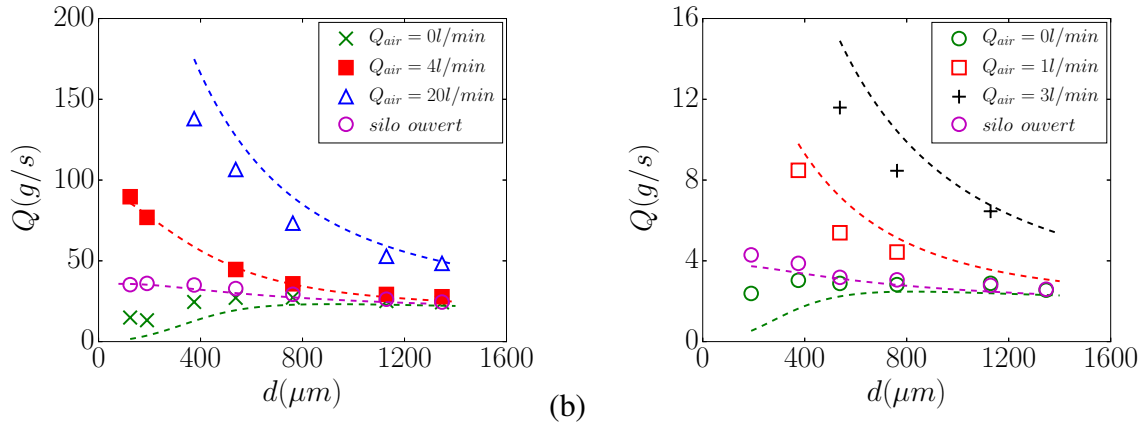 200
150
100
50
0
Q(g/s)
0 400 800 1200 1600
d(μm)
Q_air = 0l/min
Q_air = 4l/min
Q_air = 20l/min
silo ouvert
(b)
16
12
8
4
0
Q(g/s)
0 400 800 1200 1600
d(μm)
Q_air = 0l/min
Q_air = 1l/min
Q_air = 3l/min
silo ouvert